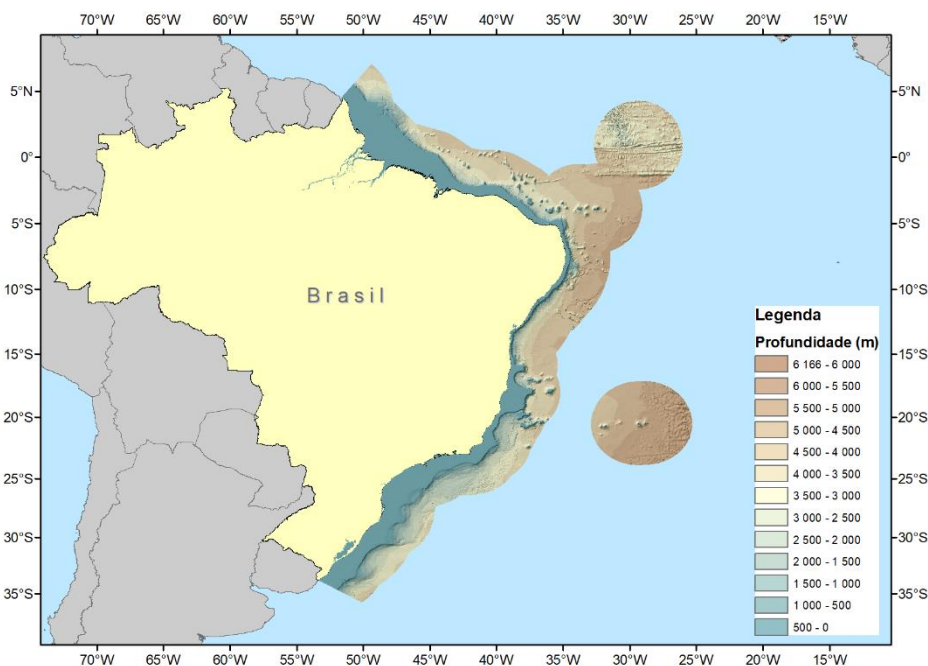 70°W 65°W 60°W 55°W 50°W 45°W 40°W 35°W 30°W 25°W 20°W 15°W
5°N 5°N
0° 0°
5°S 5°S
10°S 10°S
Brasil
15°S 15°S
20°S 20°S
25°S 25°S
30°S 30°S
35°S 35°S
Legenda
Profundidade (m)
6 166 - 6 000
6 000 - 5 500
5 500 - 5 000
5 000 - 4 500
4 500 - 4 000
4 000 - 3 500
3 500 - 3 000
3 000 - 2 500
2 500 - 2 000
2 000 - 1 500
1 500 - 1 000
1 000 - 500
500 - 0
70°W 65°W 60°W 55°W 50°W 45°W 40°W 35°W 30°W 25°W 20°W 15°W